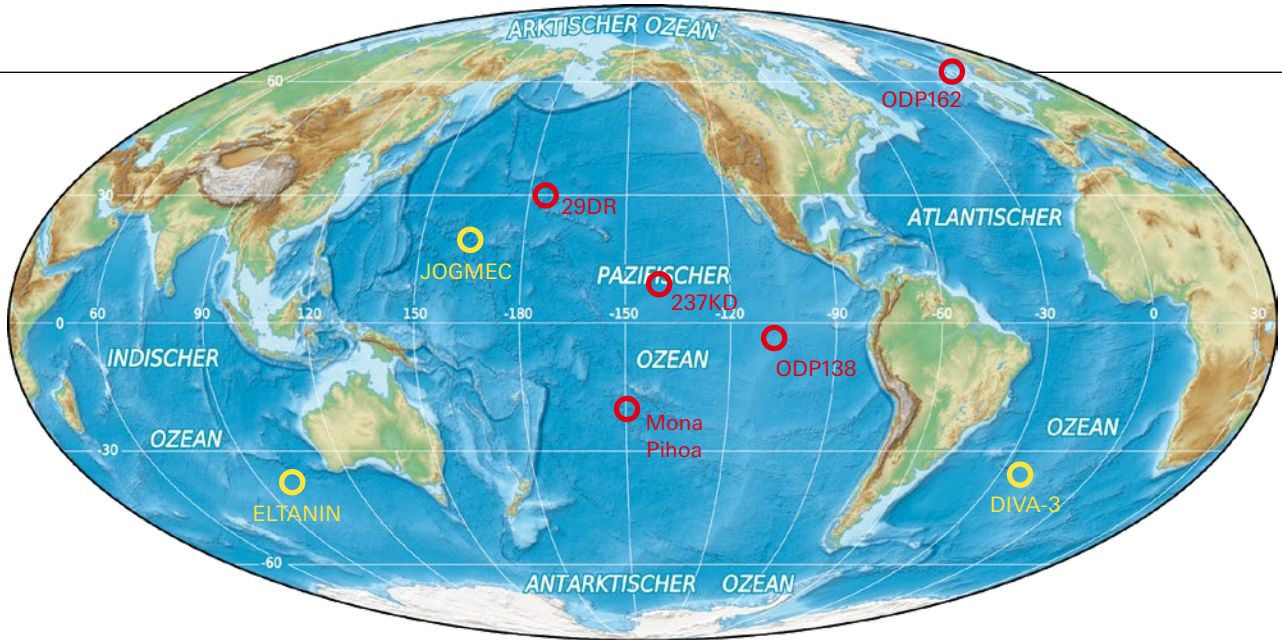 ARKTISCHER OZEAN
60
ODP162
30
29DR
ATLANTISCHER
JOGMEC
PAZIFISCHER
237KD
0 60 90 120 150 -180 -150 -120 -90 -60 -30 0 30
INDISCHER
OZEAN
ODP138
Mona
Pihoa
OZEAN
OZEAN
-30
ELTANIN
DIVA-3
-60
ANTARKTISCHER OZEAN